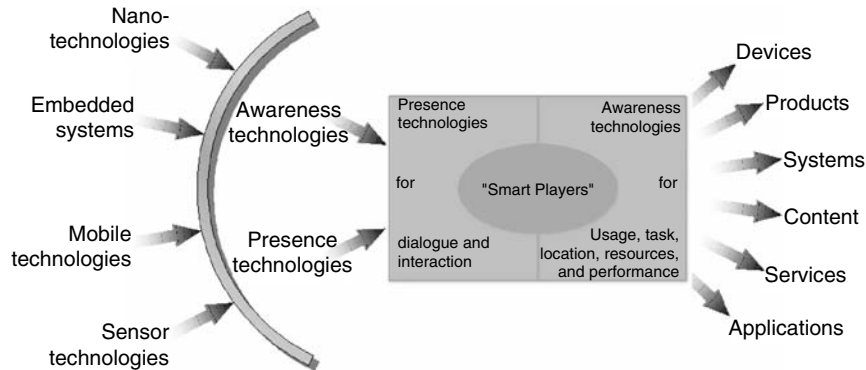 Nano-
technologies
Embedded
systems
Mobile
technologies
Sensor
technologies
Awareness
technologies
Presence
technologies
Presence
technologies
for
dialogue and
interaction
"Smart Players"
Awareness
technologies
for
Usage, task,
location, resources,
and performance
Devices
Products
Systems
Content
Services
Applications